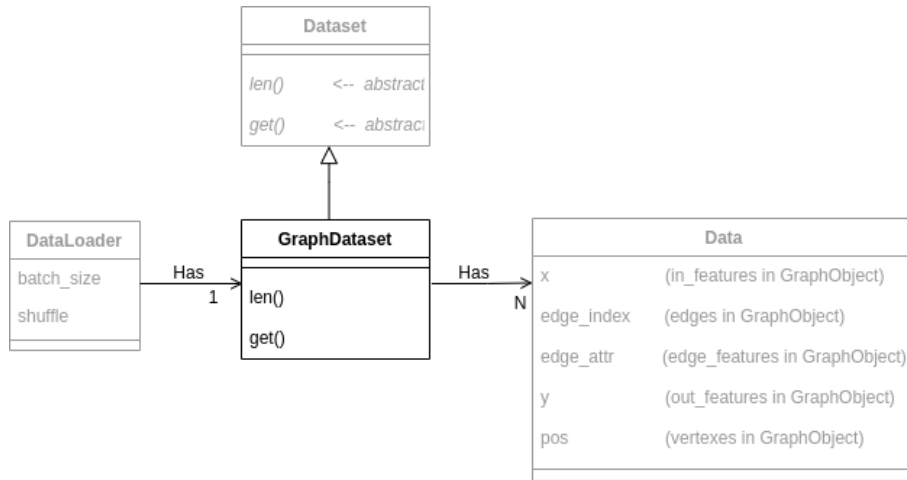 Dataset
len() <-- abstract
get() <-- abstract
DataLoader
batch_size
shuffle
Has
1
GraphDataset
len()
get()
Has
N
Data
x (in_features in GraphObject)
edge_index (edges in GraphObject)
edge_attr (edge_features in GraphObject)
y (out_features in GraphObject)
pos (vertexes in GraphObject)